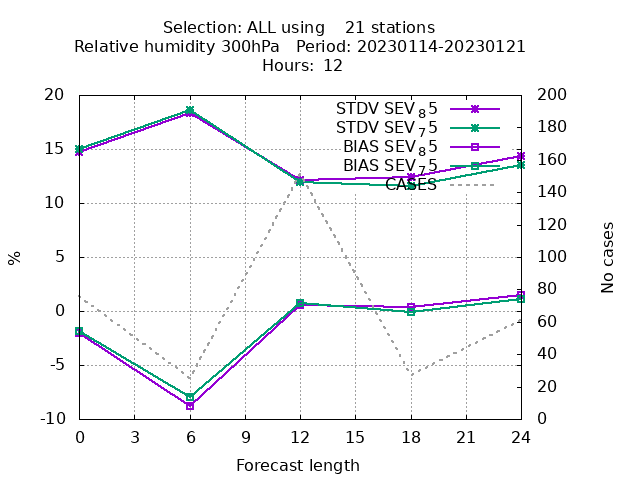 Selection: ALL using 21 stations
Relative humidity 300hPa Period: 20230114-20230121
Hours: 12
20 200
STDV SEV 8 5
180
STDV SEV 7 5
15 BIAS SEV 8 5
160
BIAS SEV 7 5
CASES
140
10 120
5 100
80
0 60
40
-5 20
-10 0
0 3 6 9 12 15 18 21 24
%
No cases
Forecast length